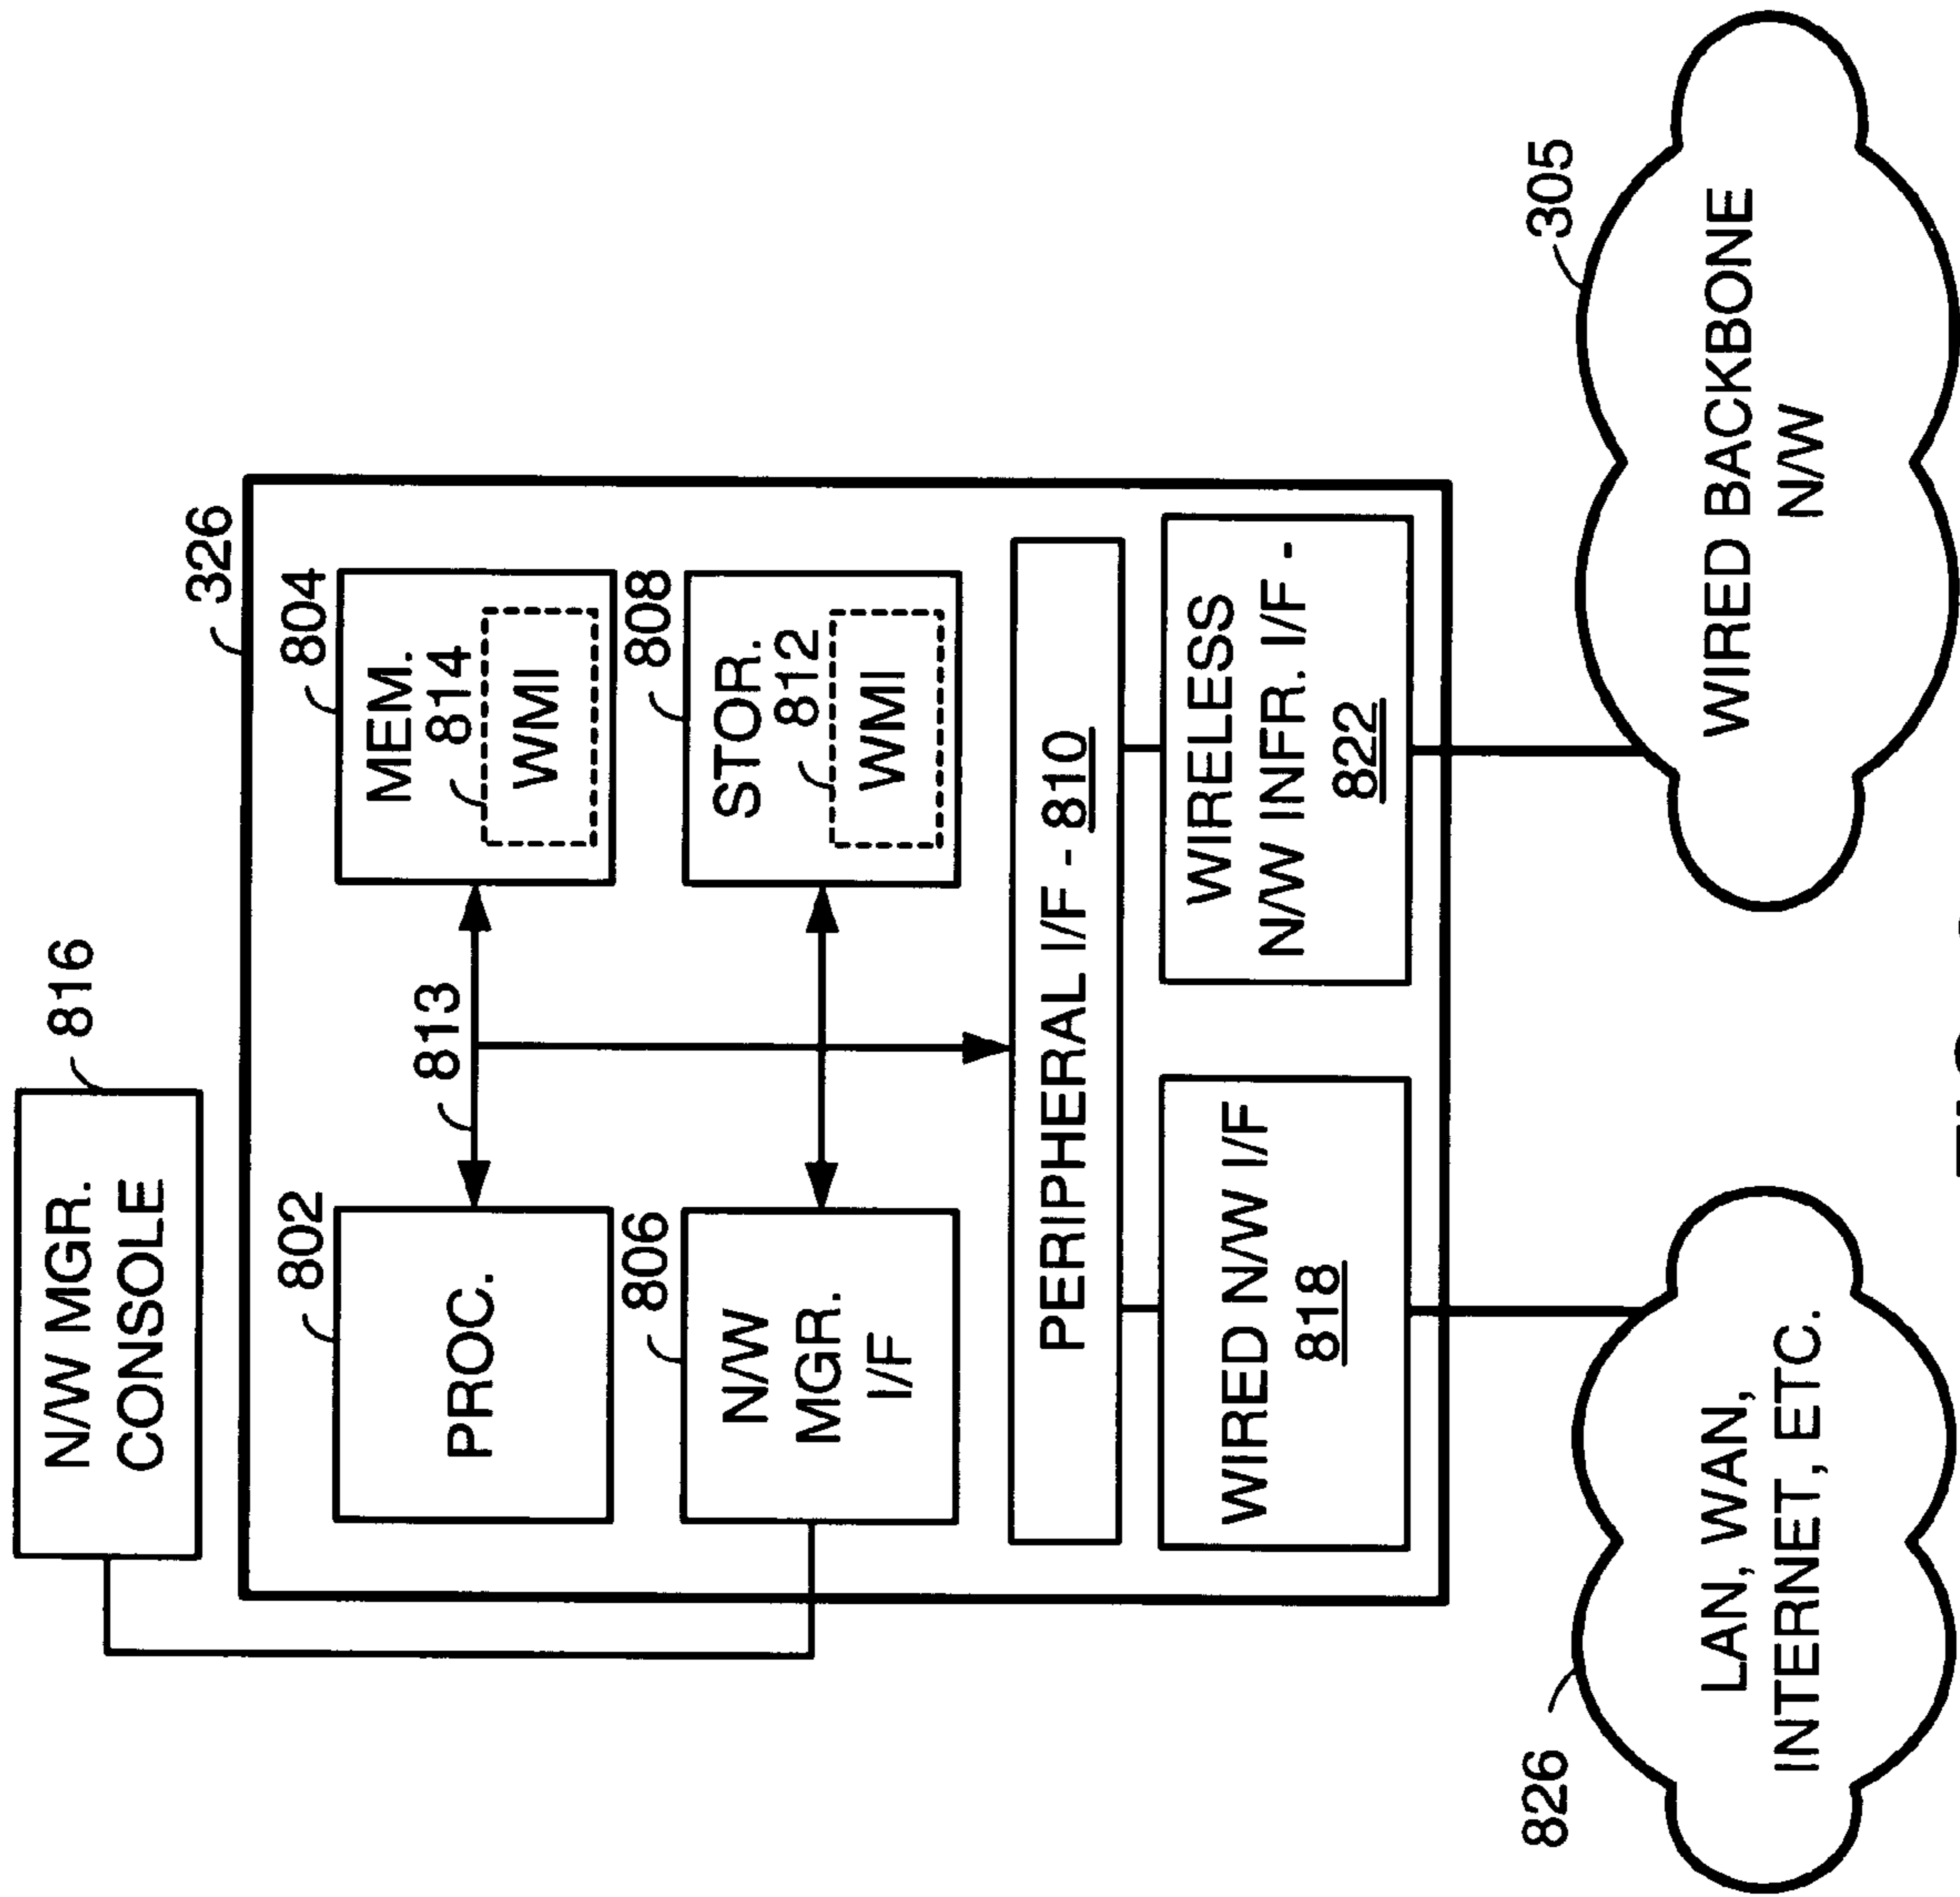 N/W MGR.
CONSOLE
816
326
802
PROC.
813
804
MEM.
814
WMI
806
N/W
MGR.
I/F
808
STOR.
812
WMI
PERIPHERAL I/F - 810
WIRED N/W I/F
818
WIRELESS
N/W INFR. I/F -
822
826
LAN, WAN,
INTERNET, ETC.
305
WIRED BACKBONE
N/W